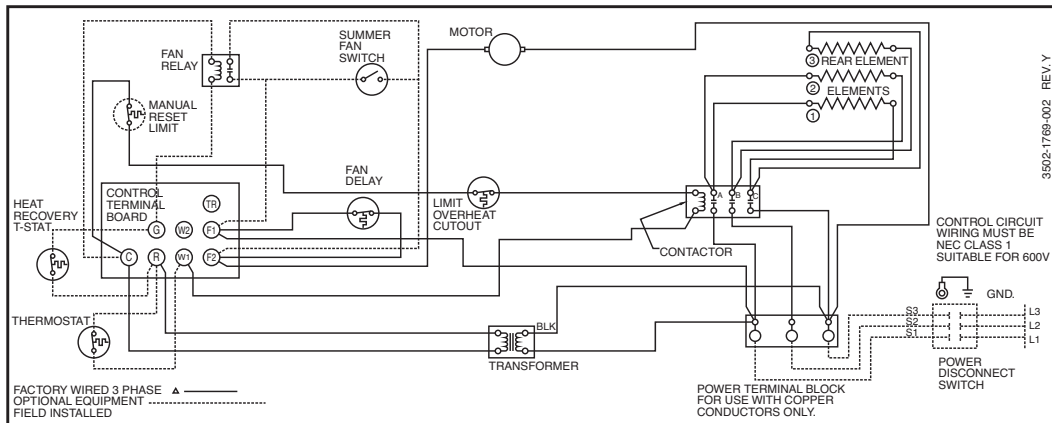 FAN
RELAY
SUMMER
FAN
SWITCH
MOTOR
3 REAR ELEMENT
2
ELEMENTS
1
MANUAL
RESET
LIMIT
3502-1769-002 REV. Y
FAN
DELAY
LIMIT
OVERHEAT
CUTOUT
A B C
CONTACTOR
CONTROL
TERMINAL
BOARD
TR
G W2 F1
C R W1 F2
HEAT
RECOVERY
T-STAT
THERMOSTAT
CONTROL CIRCUIT
WIRING MUST BE
NEC CLASS 1
SUITABLE FOR 600V
GND.
S3
S2
S1
L3
L2
L1
POWER
DISCONNECT
SWITCH
BLK
TRANSFORMER
POWER TERMINAL BLOCK
FOR USE WITH COPPER
CONDUCTORS ONLY.
FACTORY WIRED 3 PHASE Δ
OPTIONAL EQUIPMENT
FIELD INSTALLED